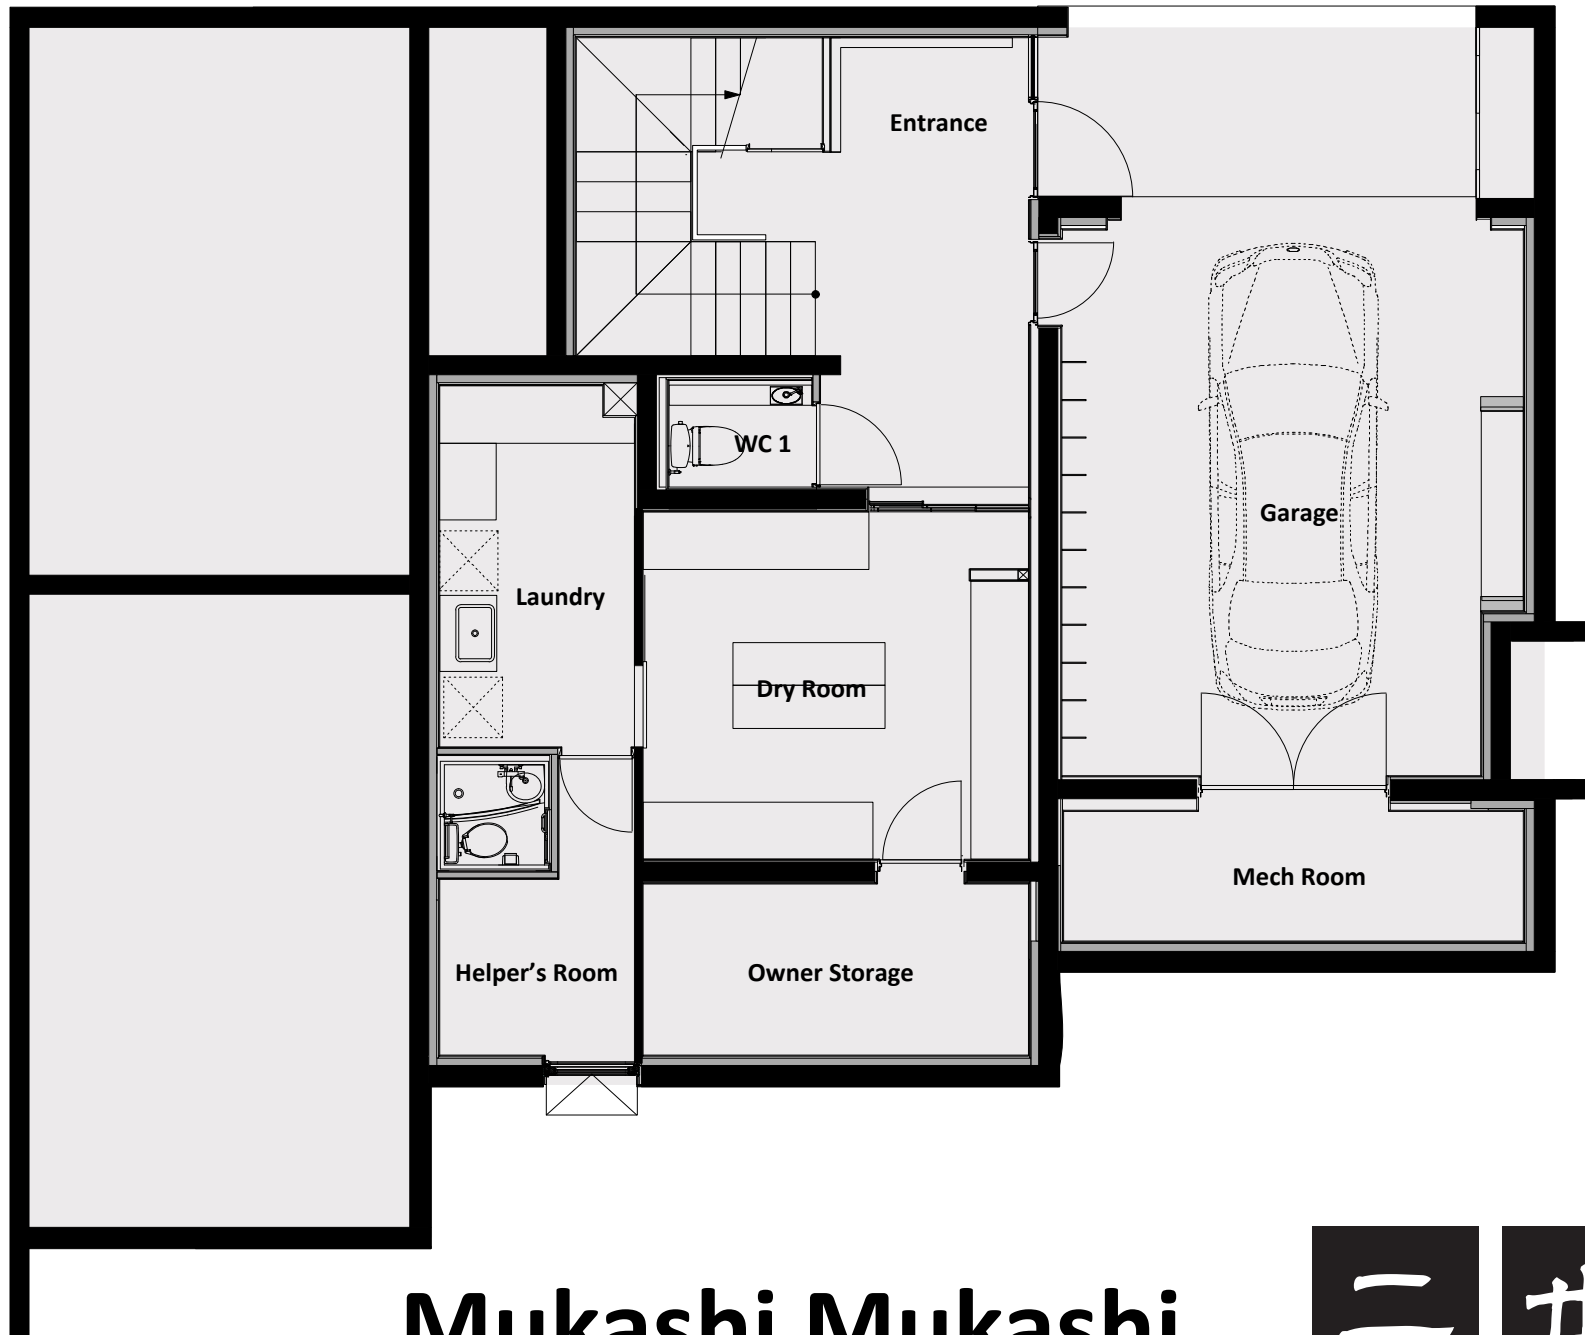 Entrance
WC 1
Garage
Laundry
Dry Room
Mech Room
Helper's Room
Owner Storage
Mukashi Mukashi